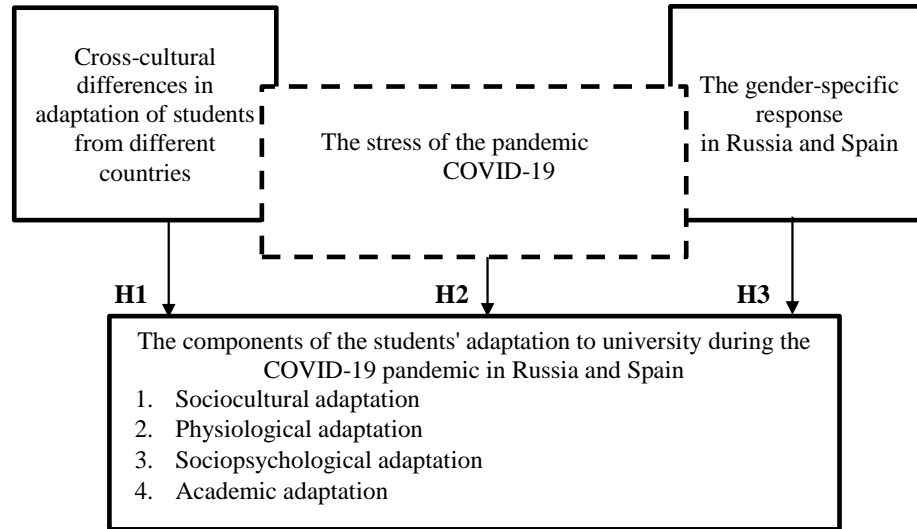 Cross-cultural
differences in
adaptation of students
from different
countries
The stress of the pandemic
COVID-19
The gender-specific
response
in Russia and Spain
H1
H2
H3
The components of the students' adaptation to university during the
COVID-19 pandemic in Russia and Spain
1. Sociocultural adaptation
2. Physiological adaptation
3. Sociopsychological adaptation
4. Academic adaptation